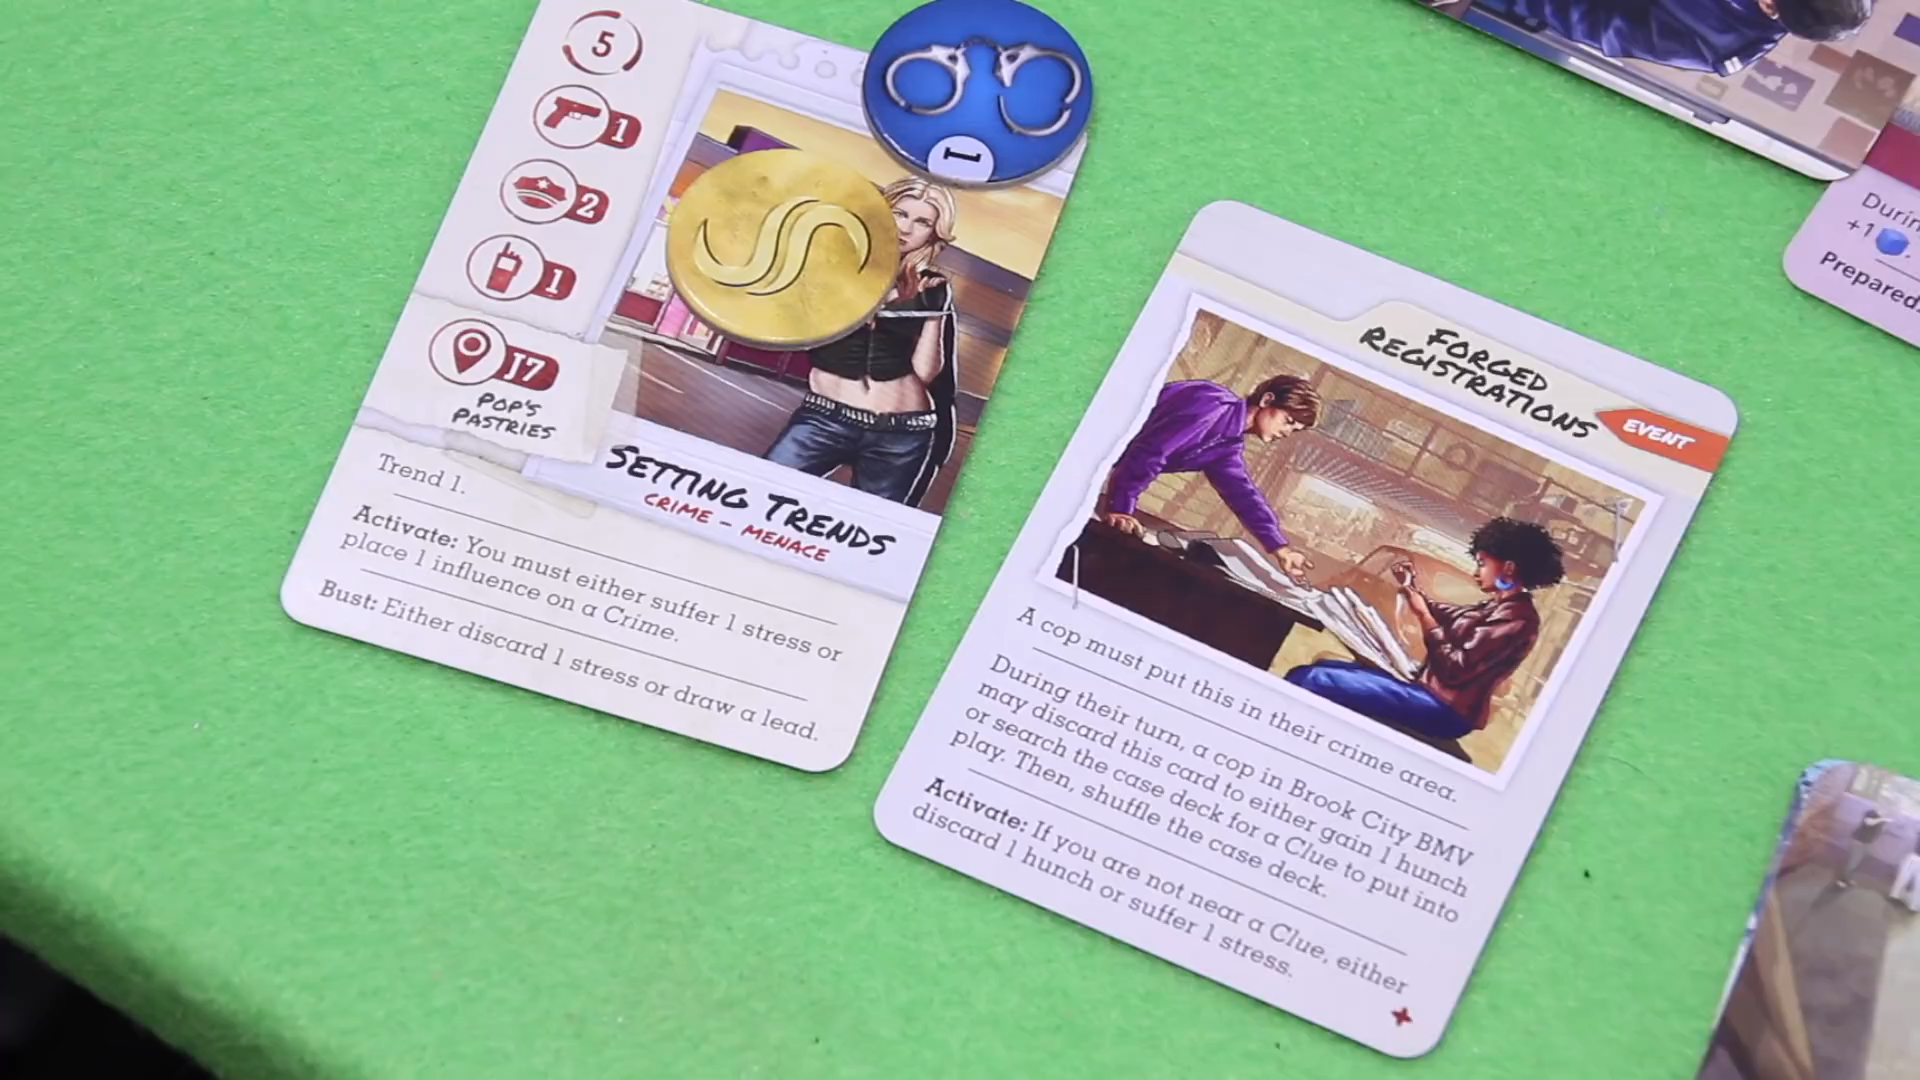 5
1
2
1
J7
POP'S
PASTRIES
SETTING TRENDS
CRIME – MENACE
Trend 1.
Activate: You must either suffer 1 stress or
place 1 influence on a Crime.
Bust: Either discard 1 stress or draw a lead.
1
FORGED
REGISTRATIONS
EVENT
A cop must put this in their crime area.
During their turn, a cop in Brook City BMV
may discard this card to either gain 1 hunch
or search the case deck for a Clue to put into
play. Then, shuffle the case deck.
Activate: If you are not near a Clue, either
discard 1 hunch or suffer 1 stress.
+1
Prepared